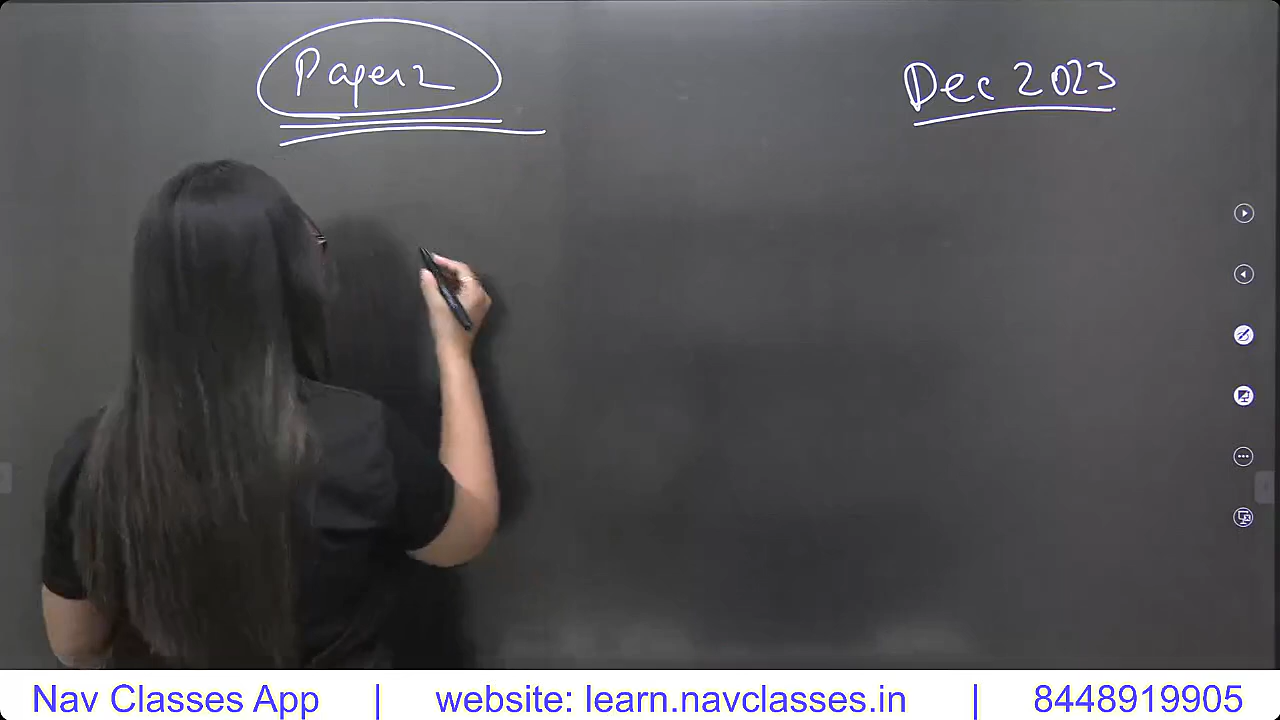 Paper 2
Dec 2023
Nav Classes App | website: learn.navclasses.in | 8448919905